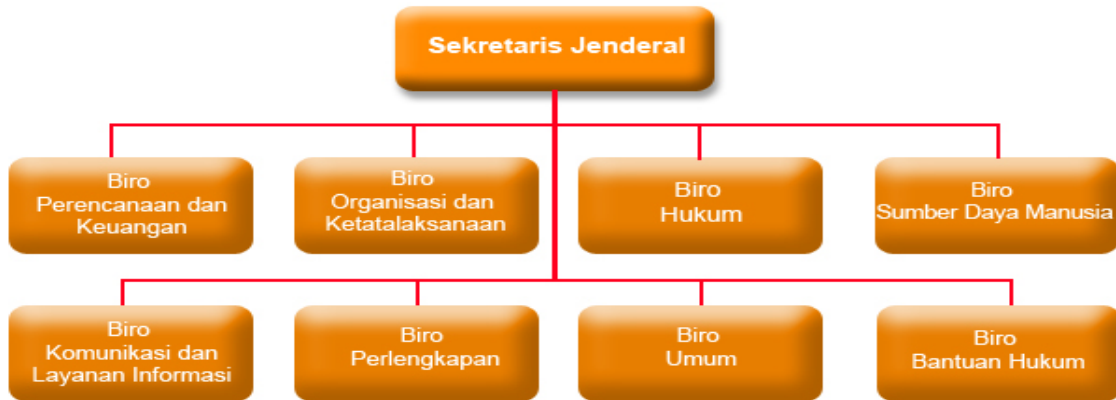 Sekretaris Jenderal
Biro
Perencanaan dan
Keuangan
Biro
Organisasi dan
Ketatalaksanaan
Biro
Hukum
Biro
Sumber Daya Manusia
Biro
Komunikasi dan
Layanan Informasi
Biro
Perlengkapan
Biro
Umum
Biro
Bantuan Hukum